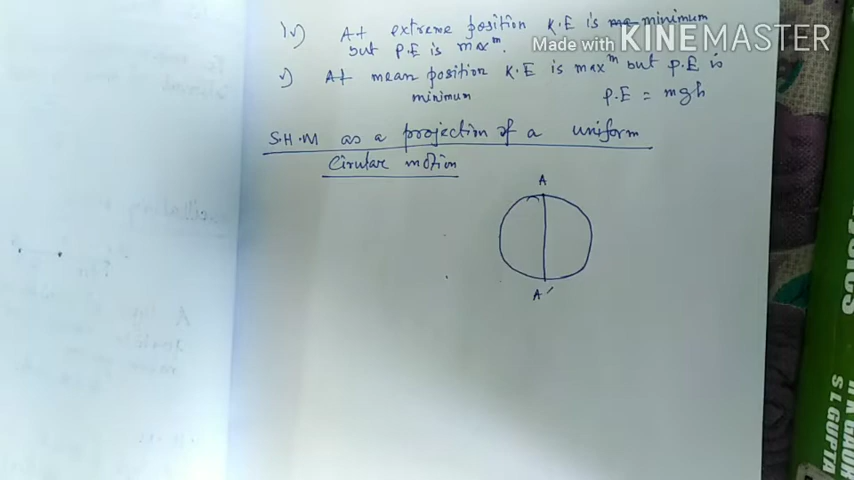 iv) At extreme position K.E is minimum
but P.E is maxᵐ.
Made with KINEMASTER
v) At mean position K.E is maxᵐ but P.E is
minimum
P.E = mgh
S.H.M as a projection of a uniform
Cirular motion
A
A'
S L GUPTA